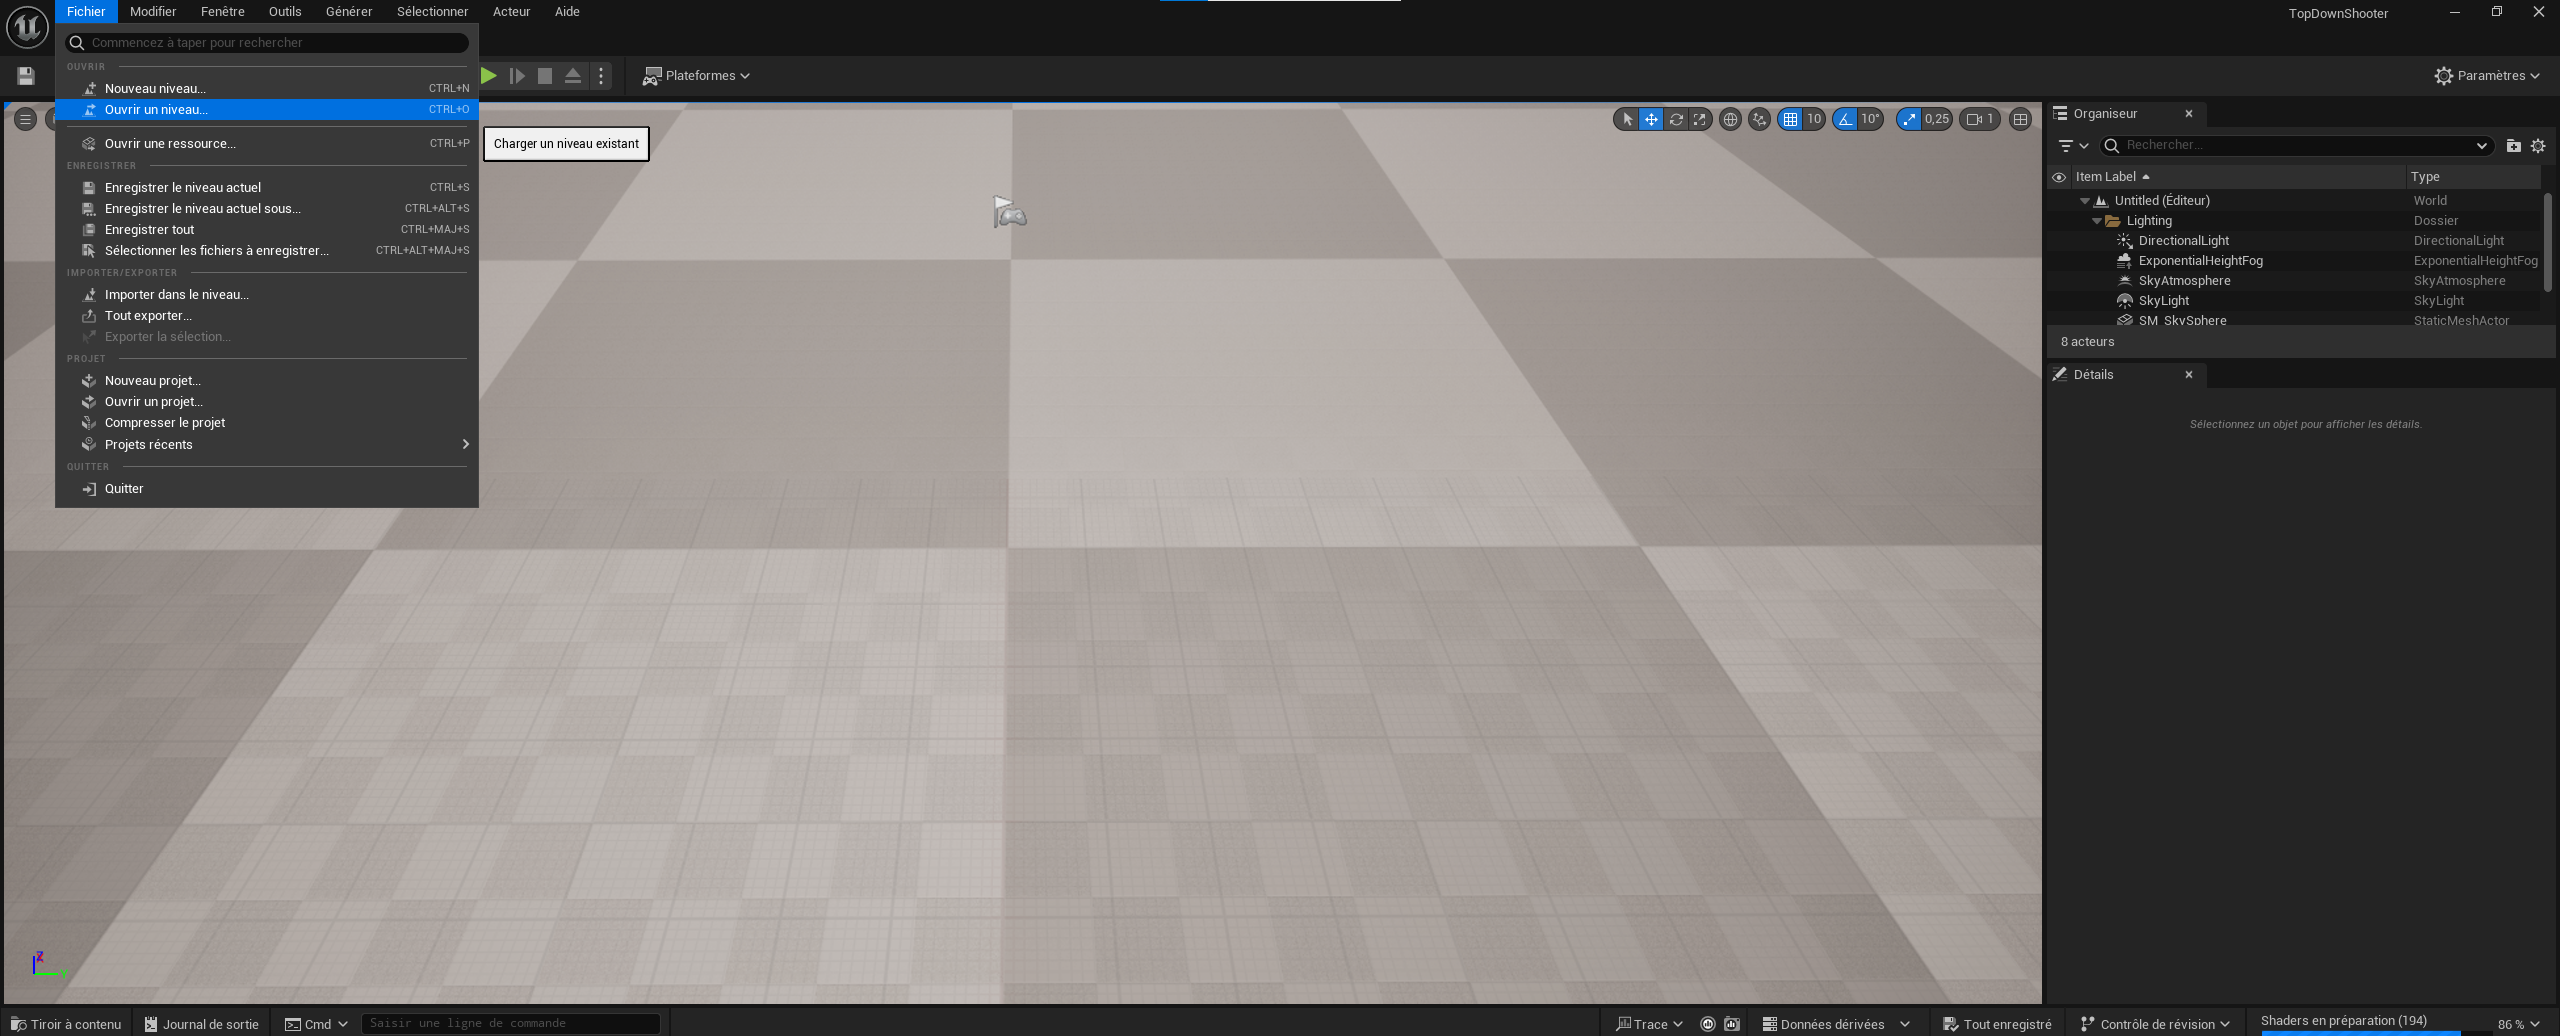 Fichier Modifier Fenêtre Outils Générer Sélectionner Acteur Aide
TopDownShooter
Commencez à taper pour rechercher
OUVRIR
Nouveau niveau... CTRL+N
Ouvrir un niveau... CTRL+O
Ouvrir une ressource... CTRL+P
ENREGISTRER
Enregistrer le niveau actuel CTRL+S
Enregistrer le niveau actuel sous... CTRL+ALT+S
Enregistrer tout CTRL+MAJ+S
Sélectionner les fichiers à enregistrer... CTRL+ALT+MAJ+S
IMPORTER/EXPORTER
Importer dans le niveau...
Tout exporter...
Exporter la sélection...
PROJET
Nouveau projet...
Ouvrir un projet...
Compresser le projet
Projets récents
QUITTER
Quitter
Charger un niveau existant
Plateformes
Paramètres
10 10° 0,25 1
Organiseur
Rechercher...
Item Label Type
Untitled (Éditeur) World
Lighting Dossier
DirectionalLight DirectionalLight
ExponentialHeightFog ExponentialHeightFog
SkyAtmosphere SkyAtmosphere
SkyLight SkyLight
SM_SkySphere StaticMeshActor
8 acteurs
Détails
Sélectionnez un objet pour afficher les détails.
Z
Y
Tiroir à contenu Journal de sortie Cmd Saisir une ligne de commande
Trace Données dérivées Tout enregistré Contrôle de révision Shaders en préparation (194) 86 %